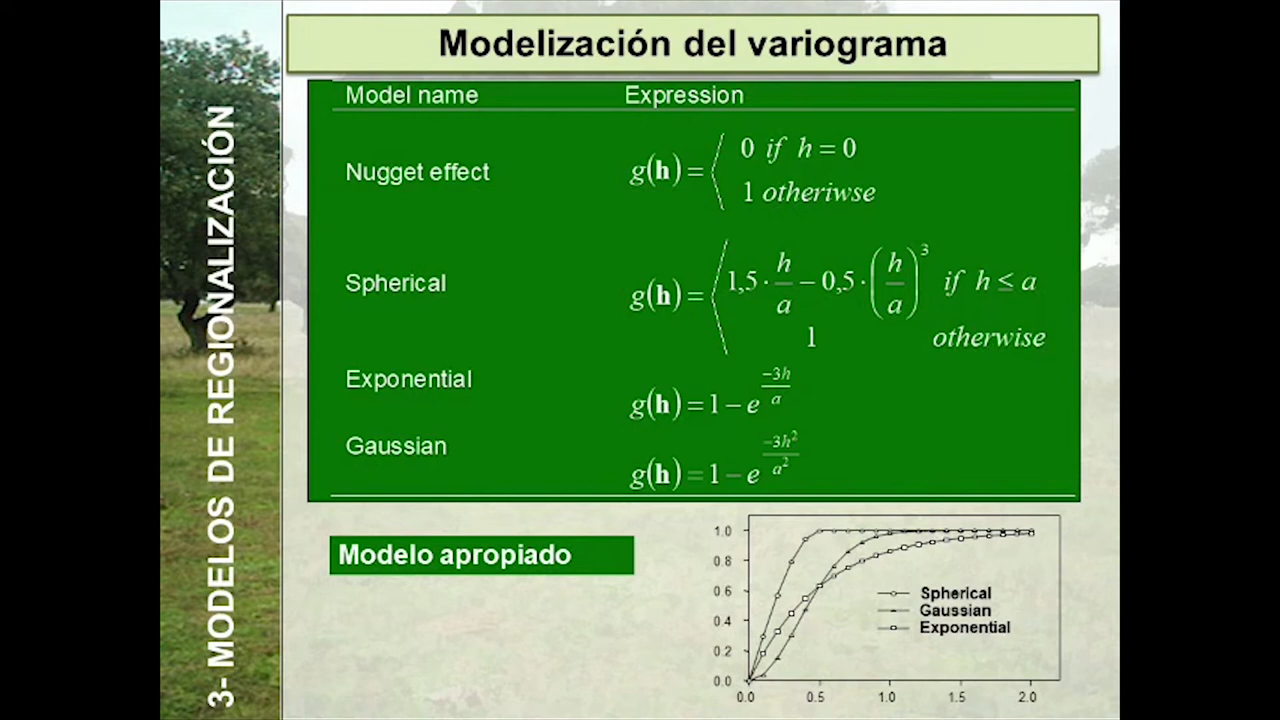 Modelización del variograma
3- MODELOS DE REGIONALIZACIÓN
Model name Expression
Nugget effect g(h) = ⟨ 0 if h = 0
1 otheriwse
Spherical g(h) = ⟨ 1,5 · h/a − 0,5 · (h/a)³ if h ≤ a
1 otherwise
Exponential g(h) = 1 − e^(−3h/a)
Gaussian g(h) = 1 − e^(−3h²/a²)
Modelo apropiado
1.0
0.8
0.6
0.4
0.2
0.0
Spherical
Gaussian
Exponential
0.0 0.5 1.0 1.5 2.0